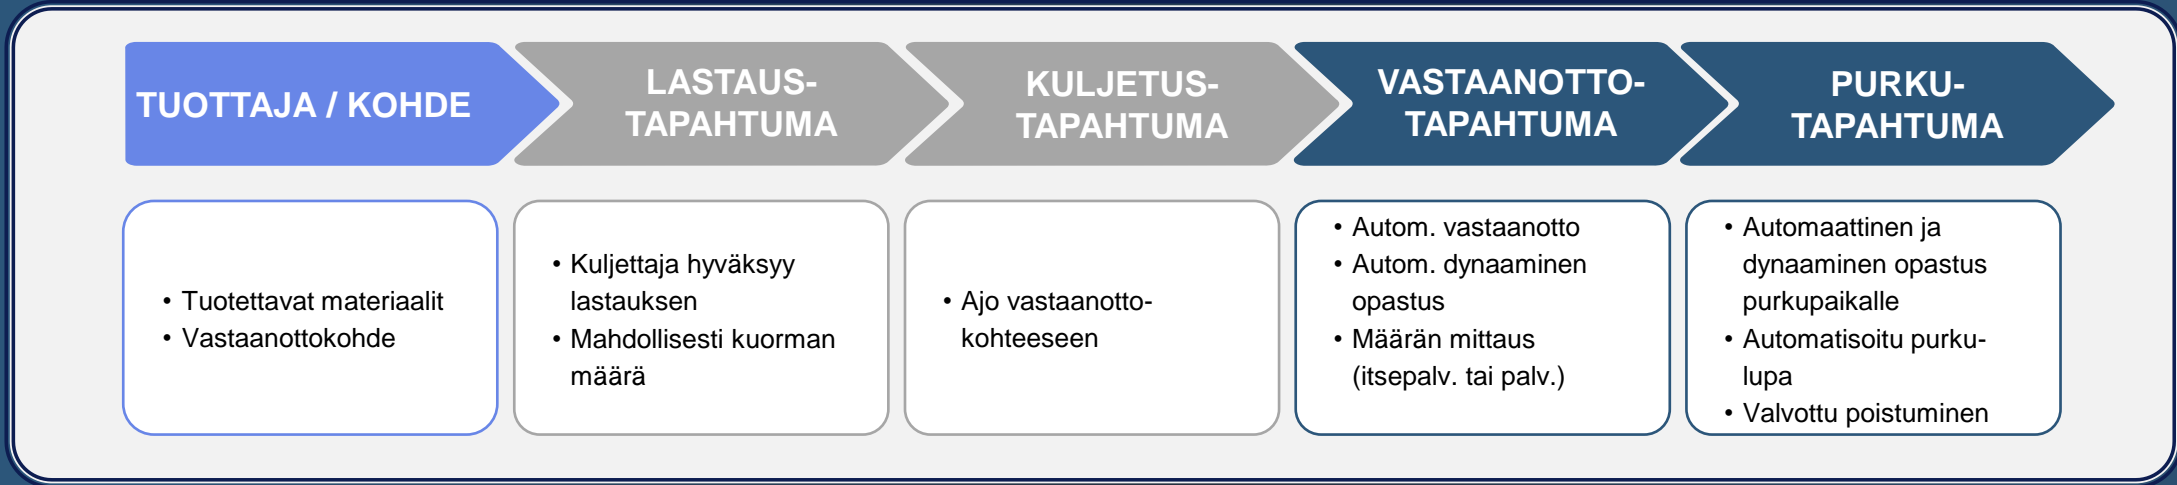 TUOTTAJA / KOHDE
LASTAUS-
TAPAHTUMA
KULJETUS-
TAPAHTUMA
VASTAANOTTO-
TAPAHTUMA
PURKU-
TAPAHTUMA
• Tuotettavat materiaalit
• Vastaanottokohde
• Kuljettaja hyväksyy
lastauksen
• Mahdollisesti kuorman
määrä
• Ajo vastaanotto-
kohteeseen
• Autom. vastaanotto
• Autom. dynaaminen
opastus
• Määrän mittaus
(itsepalv. tai palv.)
• Automaattinen ja
dynaaminen opastus
purkupaikalle
• Automatisoitu purku-
lupa
• Valvottu poistuminen